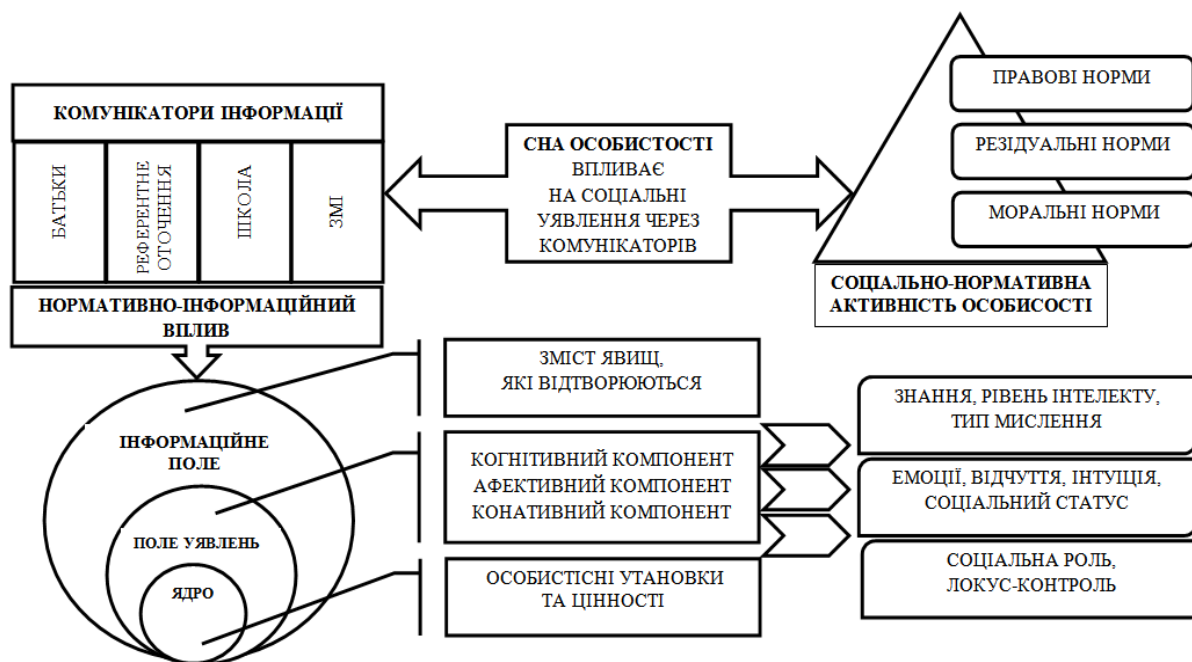 КОМУНІКАТОРИ ІНФОРМАЦІЇ
БАТЬКИ
РЕФЕРЕНТНЕ
ОТОЧЕННЯ
ШКОЛА
ЗМІ
НОРМАТИВНО-ІНФОРМАЦІЙНИЙ
ВПЛИВ
СНА ОСОБИСТОСТІ
ВПЛИВАЄ
НА СОЦІАЛЬНІ
УЯВЛЕННЯ ЧЕРЕЗ
КОМУНІКАТОРІВ
ПРАВОВІ НОРМИ
РЕЗІДУАЛЬНІ НОРМИ
МОРАЛЬНІ НОРМИ
СОЦІАЛЬНО-НОРМАТИВНА
АКТИВНІСТЬ ОСОБИСОСТІ
ІНФОРМАЦІЙНЕ
ПОЛЕ
ПОЛЕ УЯВЛЕНЬ
ЯДРО
ЗМІСТ ЯВИЩ,
ЯКІ ВІДТВОРЮЮТЬСЯ
КОГНІТИВНИЙ КОМПОНЕНТ
АФЕКТИВНИЙ КОМПОНЕНТ
КОНАТИВНИЙ КОМПОНЕНТ
ОСОБИСТІСНІ УТАНОВКИ
ТА ЦІННОСТІ
ЗНАННЯ, РІВЕНЬ ІНТЕЛЕКТУ,
ТИП МИСЛЕННЯ
ЕМОЦІЇ, ВІДЧУТТЯ, ІНТУІЦІЯ,
СОЦІАЛЬНИЙ СТАТУС
СОЦІАЛЬНА РОЛЬ,
ЛОКУС-КОНТРОЛЬ